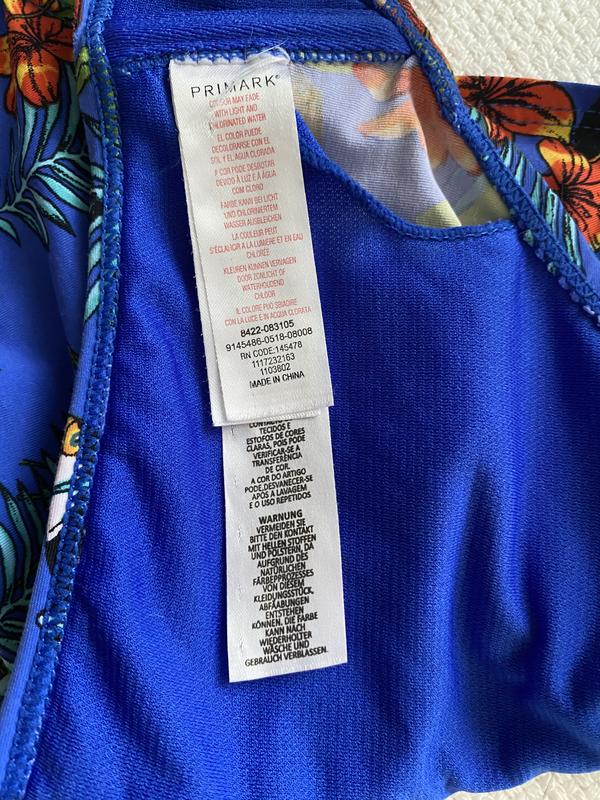 PRIMARK®
COLOUR MAY FADE
WITH LIGHT AND
CHLORINATED WATER
EL COLOR PUEDE
DECOLORARSE CON EL
SOL Y EL AGUA CLORADA
A COR PODE DESBOTAR
DEVIDO À LUZ E À ÁGUA
COM CLORO
FARBE KANN BEI LICHT
UND CHLORIERTEM
WASSER AUSBLEICHEN
LA COULEUR PEUT
S'ÉCLAIRCIR A LA LUMIERE ET EN EAU
CHLORÉE
KLEUREN KUNNEN VERVAGEN
DOOR ZONLICHT OF
WATERHOUDEND
CHLOOR
IL COLORE PUÒ SBIADIRE
CON LA LUCE E IN ACQUA CLORATA
8422-083105
9145486-0518-08008
RN CODE:145478
1117232163
1103802
MADE IN CHINA
TECIDOS E
ESTOFOS DE CORES
CLARAS, POIS PODE
VERIFICAR-SE A
TRANSFERÊNCIA
DE COR.
A COR DO ARTIGO
PODE,DESVANECER-SE
APÓS A LAVAGEM
E O USO REPETIDOS
WARNUNG
VERMEIDEN SIE
BITTE DEN KONTAKT
MIT HELLEN STOFFEN
UND POLSTERN, DA
AUFGRUND DES
NATÜRLICHEN
FÄRBEPROZESSES
VON DIESEM
KLEIDUNGSSTÜCK,
ABFÄABUNGEN
ENTSTEHEN
KÖNNEN. DIE FARBE
KANN NACH
WIEDERHOLTER
WÄSCHE UND
GEBRAUCH VERBLASSEN.